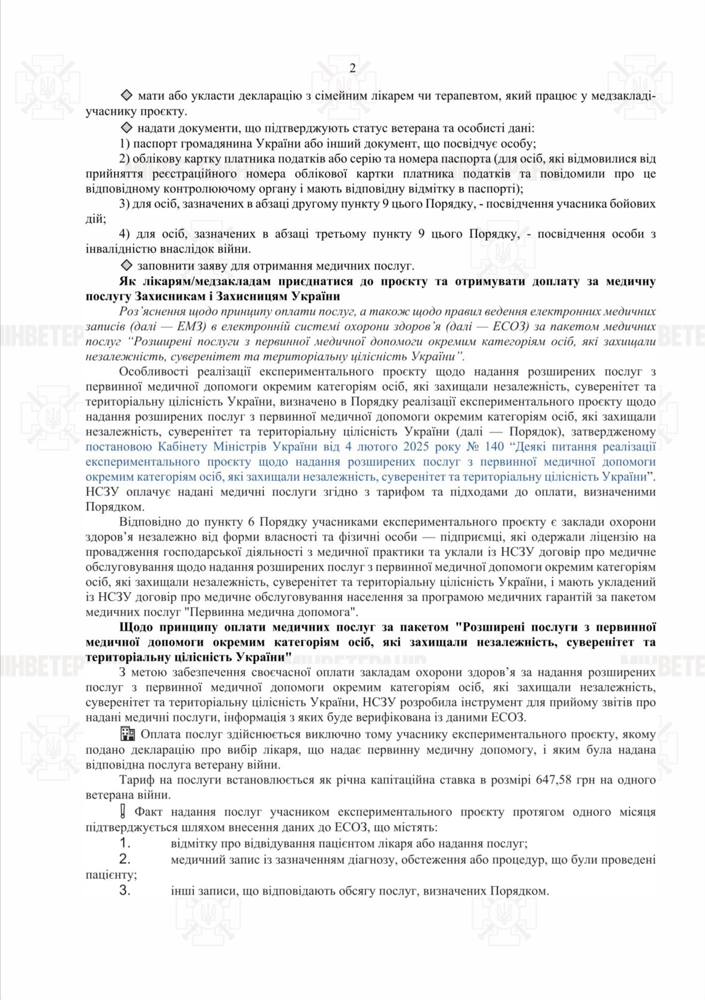 2
мати або укласти декларацію з сімейним лікарем чи терапевтом, який працює у медзакладі-
учаснику проєкту.
надати документи, що підтверджують статус ветерана та особисті дані:
1) паспорт громадянина України або інший документ, що посвідчує особу;
2) облікову картку платника податків або серію та номера паспорта (для осіб, які відмовилися від
прийняття реєстраційного номера облікової картки платника податків та повідомили про це
відповідному контролюючому органу і мають відповідну відмітку в паспорті);
3) для осіб, зазначених в абзаці другому пункту 9 цього Порядку, - посвідчення учасника бойових
дій;
4) для осіб, зазначених в абзаці третьому пункту 9 цього Порядку, - посвідчення особи з
інвалідністю внаслідок війни.
заповнити заяву для отримання медичних послуг.
Як лікарям/медзакладам приєднатися до проєкту та отримувати доплату за медичну
послугу Захисникам і Захисницям України
Роз’яснення щодо принципу оплати послуг, а також щодо правил ведення електронних медичних
записів (далі — ЕМЗ) в електронній системі охорони здоров’я (далі — ЕСОЗ) за пакетом медичних
послуг “Розширені послуги з первинної медичної допомоги окремим категоріям осіб, які захищали
незалежність, суверенітет та територіальну цілісність України”.
Особливості реалізації експериментального проєкту щодо надання розширених послуг з
первинної медичної допомоги окремим категоріям осіб, які захищали незалежність, суверенітет та
територіальну цілісність України, визначено в Порядку реалізації експериментального проєкту щодо
надання розширених послуг з первинної медичної допомоги окремим категоріям осіб, які захищали
незалежність, суверенітет та територіальну цілісність України (далі — Порядок), затвердженому
постановою Кабінету Міністрів України від 4 лютого 2025 року № 140 “Деякі питання реалізації
експериментального проєкту щодо надання розширених послуг з первинної медичної допомоги
окремим категоріям осіб, які захищали незалежність, суверенітет та територіальну цілісність України”.
НСЗУ оплачує надані медичні послуги згідно з тарифом та підходами до оплати, визначеними
Порядком.
Відповідно до пункту 6 Порядку учасниками експериментального проєкту є заклади охорони
здоров’я незалежно від форми власності та фізичні особи — підприємці, які одержали ліцензію на
провадження господарської діяльності з медичної практики та уклали із НСЗУ договір про медичне
обслуговування щодо надання розширених послуг з первинної медичної допомоги окремим категоріям
осіб, які захищали незалежність, суверенітет та територіальну цілісність України, і мають укладений
із НСЗУ договір про медичне обслуговування населення за програмою медичних гарантій за пакетом
медичних послуг "Первинна медична допомога".
Щодо принципу оплати медичних послуг за пакетом "Розширені послуги з первинної
медичної допомоги окремим категоріям осіб, які захищали незалежність, суверенітет та
територіальну цілісність України"
З метою забезпечення своєчасної оплати закладам охорони здоров’я за надання розширених
послуг з первинної медичної допомоги окремим категоріям осіб, які захищали незалежність,
суверенітет та територіальну цілісність України, НСЗУ розробила інструмент для прийому звітів про
надані медичні послуги, інформація з яких буде верифікована із даними ЕСОЗ.
Оплата послуг здійснюється виключно тому учаснику експериментального проєкту, якому
подано декларацію про вибір лікаря, що надає первинну медичну допомогу, і яким була надана
відповідна послуга ветерану війни.
Тариф на послуги встановлюється як річна капітаційна ставка в розмірі 647,58 грн на одного
ветерана війни.
Факт надання послуг учасником експериментального проєкту протягом одного місяця
підтверджується шляхом внесення даних до ЕСОЗ, що містять:
1. відмітку про відвідування пацієнтом лікаря або надання послуг;
2. медичний запис із зазначенням діагнозу, обстеження або процедур, що були проведені
пацієнту;
3. інші записи, що відповідають обсягу послуг, визначених Порядком.